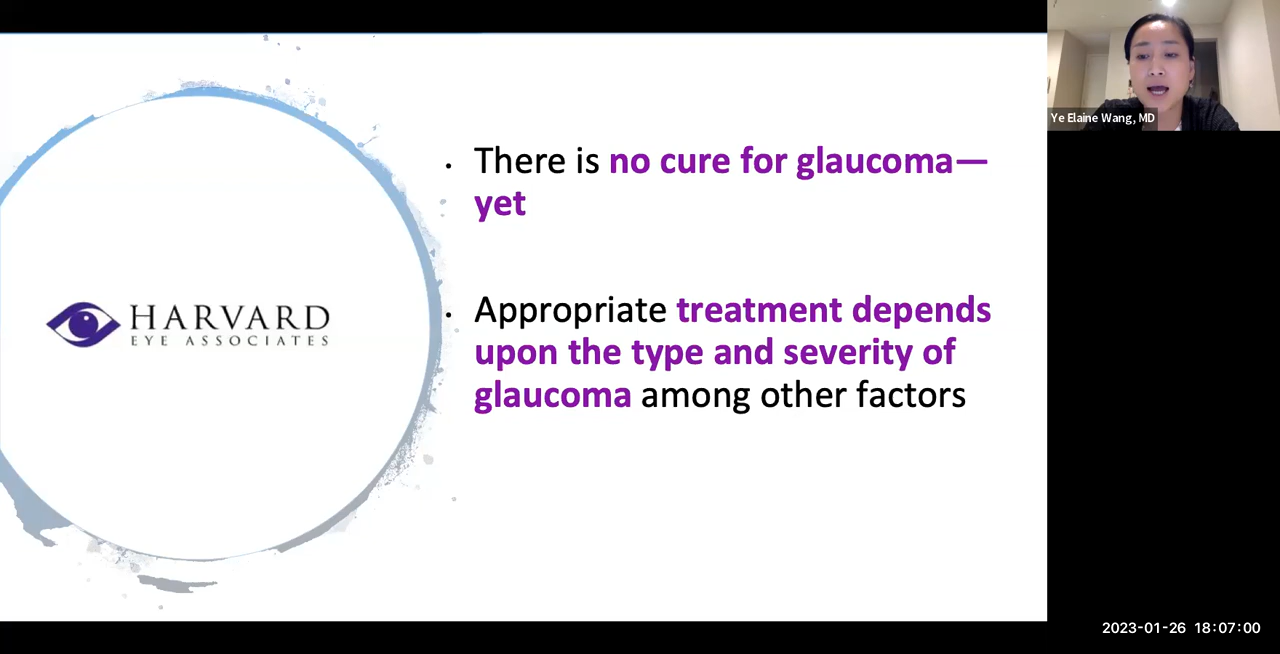 Ye Elaine Wang, MD
• There is no cure for glaucoma—
yet
HARVARD
EYE ASSOCIATES
• Appropriate treatment depends
upon the type and severity of
glaucoma among other factors
2023-01-26 18:07:00